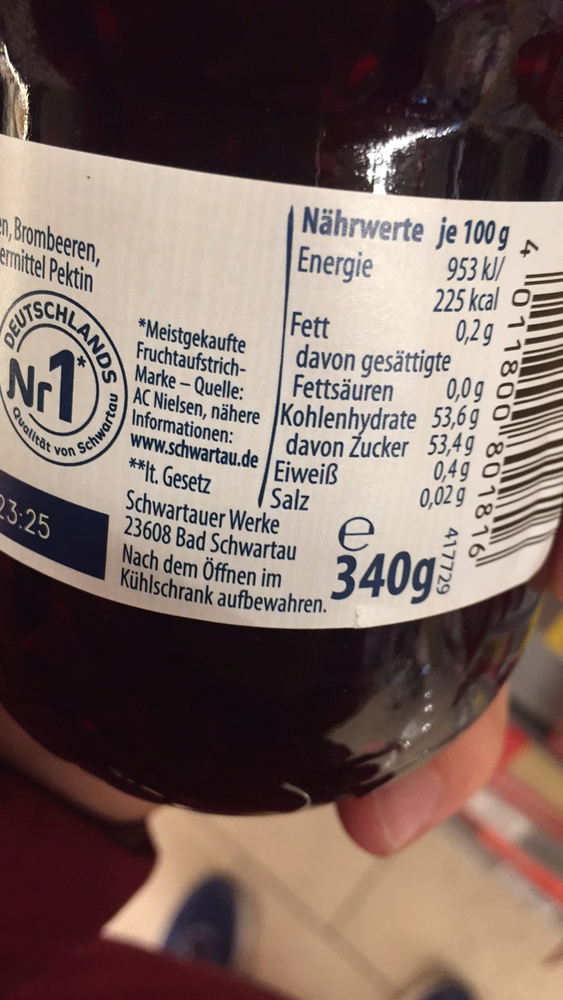 en, Brombeeren,
ermittel Pektin
DEUTSCHLANDS
Nr1*
Qualität von Schwartau
23:25
*Meistgekaufte
Fruchtaufstrich-
Marke – Quelle:
AC Nielsen, nähere
Informationen:
www.schwartau.de
**lt. Gesetz
Schwartauer Werke
23608 Bad Schwartau
Nach dem Öffnen im
Kühlschrank aufbewahren.
Nährwerte je 100 g
Energie 953 kJ/
225 kcal
Fett 0,2 g
davon gesättigte
Fettsäuren 0,0 g
Kohlenhydrate 53,6 g
davon Zucker 53,4 g
Eiweiß 0,4 g
Salz 0,02 g
e
340g
417729
4 011800 801816